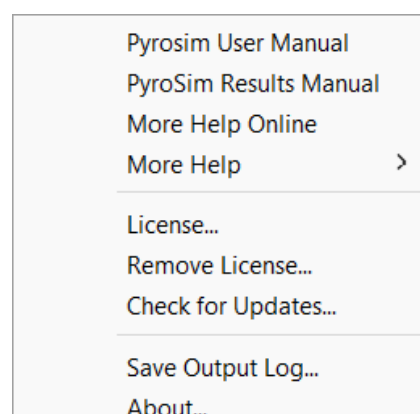 Pyrosim User Manual
PyroSim Results Manual
More Help Online
More Help
License...
Remove License...
Check for Updates...
Save Output Log...
About...